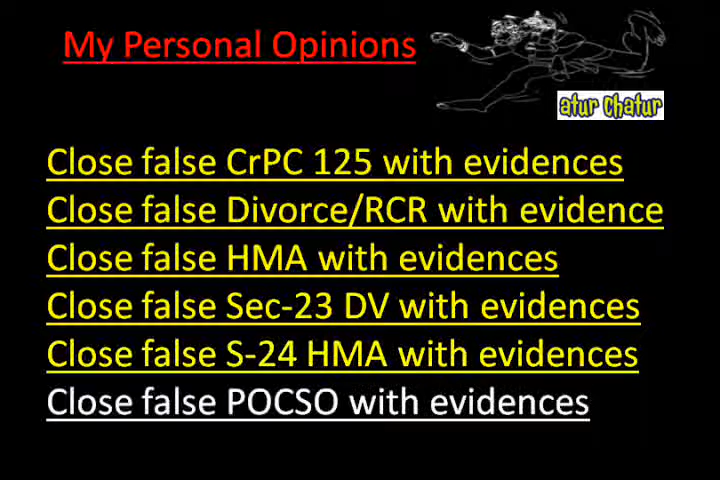 My Personal Opinions
atur Chatur
Close false CrPC 125 with evidences
Close false Divorce/RCR with evidence
Close false HMA with evidences
Close false Sec-23 DV with evidences
Close false S-24 HMA with evidences
Close false POCSO with evidences